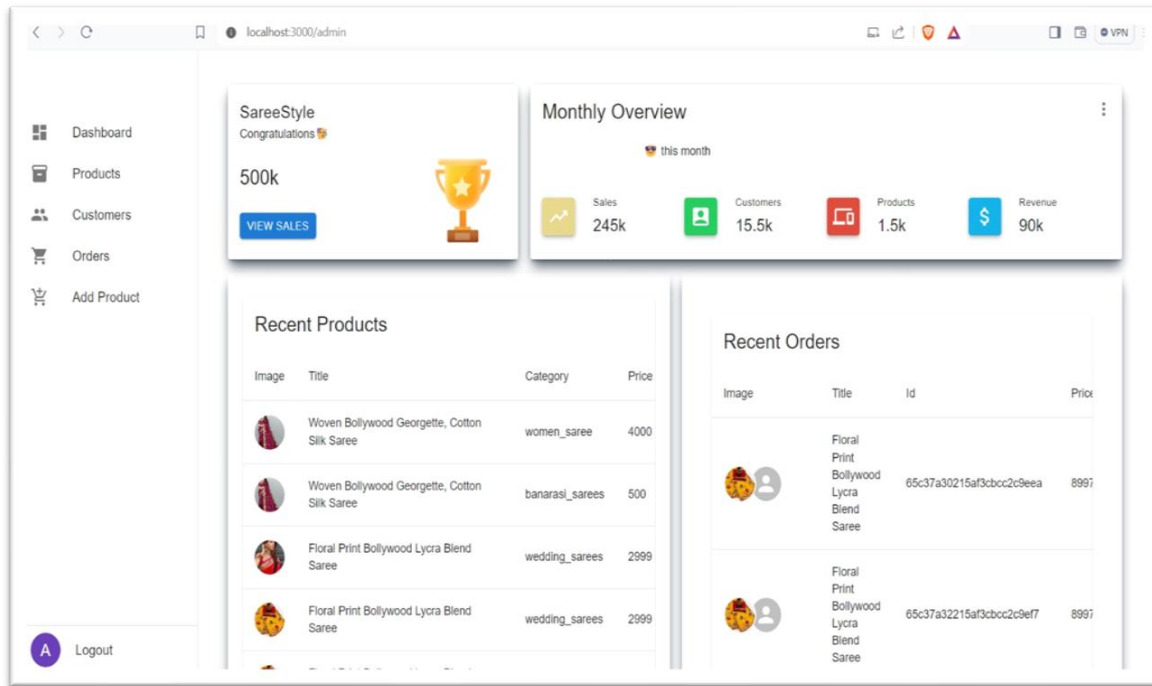 localhost:3000/admin
VPN
Dashboard
Products
Customers
Orders
Add Product
A
Logout
SareeStyle
Congratulations
500k
VIEW SALES
Monthly Overview
this month
Sales
245k
Customers
15.5k
Products
1.5k
Revenue
90k
Recent Products
Image Title Category Price
Woven Bollywood Georgette, Cotton
Silk Saree
women_saree 4000
Woven Bollywood Georgette, Cotton
Silk Saree
banarasi_sarees 500
Floral Print Bollywood Lycra Blend
Saree
wedding_sarees 2999
Floral Print Bollywood Lycra Blend
Saree
wedding_sarees 2999
Recent Orders
Image Title Id Price
Floral
Print
Bollywood
Lycra
Blend
Saree
65c37a30215af3cbcc2c9eea 8997
Floral
Print
Bollywood
Lycra
Blend
Saree
65c37a32215af3cbcc2c9ef7 8997